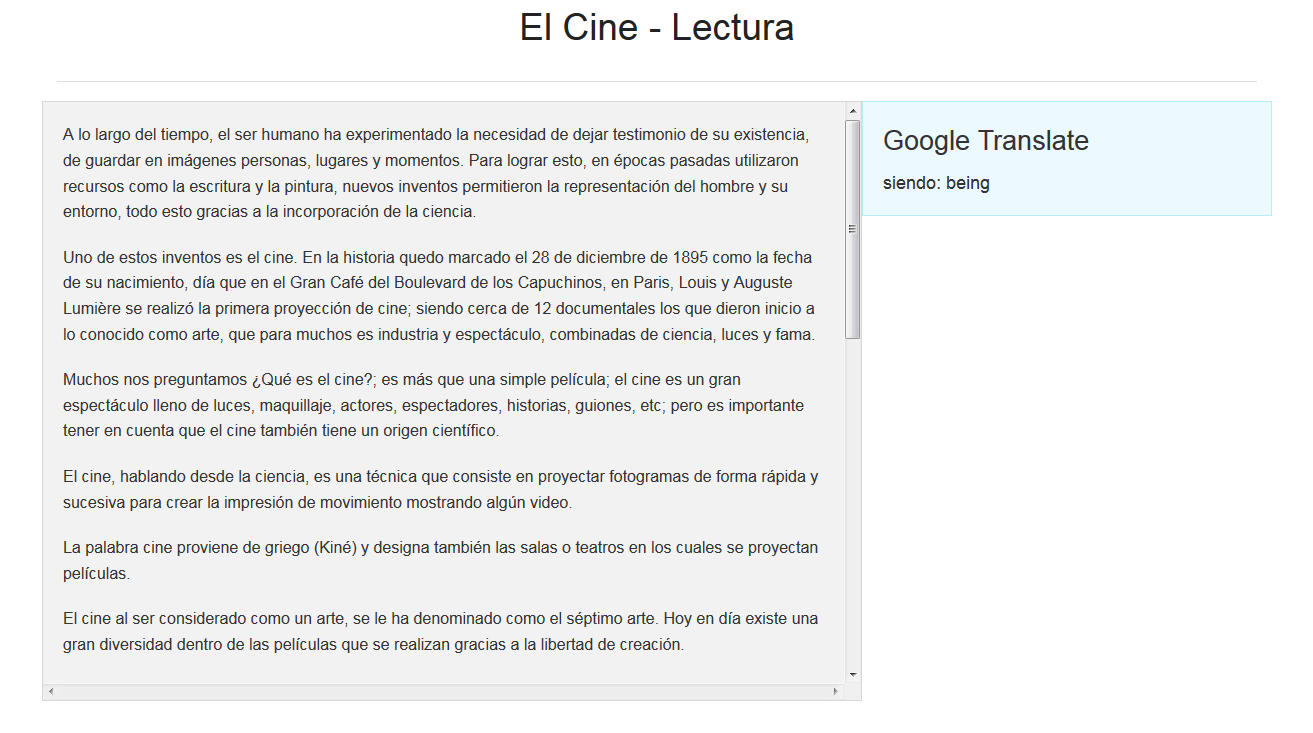 El Cine - Lectura
A lo largo del tiempo, el ser humano ha experimentado la necesidad de dejar testimonio de su existencia,
de guardar en imágenes personas, lugares y momentos. Para lograr esto, en épocas pasadas utilizaron
recursos como la escritura y la pintura, nuevos inventos permitieron la representación del hombre y su
entorno, todo esto gracias a la incorporación de la ciencia.
Uno de estos inventos es el cine. En la historia quedo marcado el 28 de diciembre de 1895 como la fecha
de su nacimiento, día que en el Gran Café del Boulevard de los Capuchinos, en Paris, Louis y Auguste
Lumière se realizó la primera proyección de cine; siendo cerca de 12 documentales los que dieron inicio a
lo conocido como arte, que para muchos es industria y espectáculo, combinadas de ciencia, luces y fama.
Muchos nos preguntamos ¿Qué es el cine?; es más que una simple película; el cine es un gran
espectáculo lleno de luces, maquillaje, actores, espectadores, historias, guiones, etc; pero es importante
tener en cuenta que el cine también tiene un origen científico.
El cine, hablando desde la ciencia, es una técnica que consiste en proyectar fotogramas de forma rápida y
sucesiva para crear la impresión de movimiento mostrando algún video.
La palabra cine proviene de griego (Kiné) y designa también las salas o teatros en los cuales se proyectan
películas.
El cine al ser considerado como un arte, se le ha denominado como el séptimo arte. Hoy en día existe una
gran diversidad dentro de las películas que se realizan gracias a la libertad de creación.
Google Translate
siendo: being